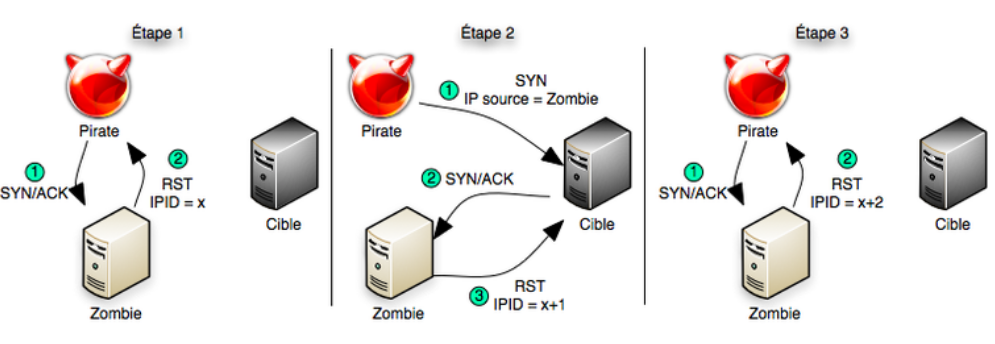 Étape 1
Pirate
1
SYN/ACK
2
RST
IPID = x
Cible
Zombie
Étape 2
Pirate
1
SYN
IP source = Zombie
2
SYN/ACK
Cible
Zombie
3
RST
IPID = x+1
Étape 3
Pirate
1
SYN/ACK
2
RST
IPID = x+2
Cible
Zombie